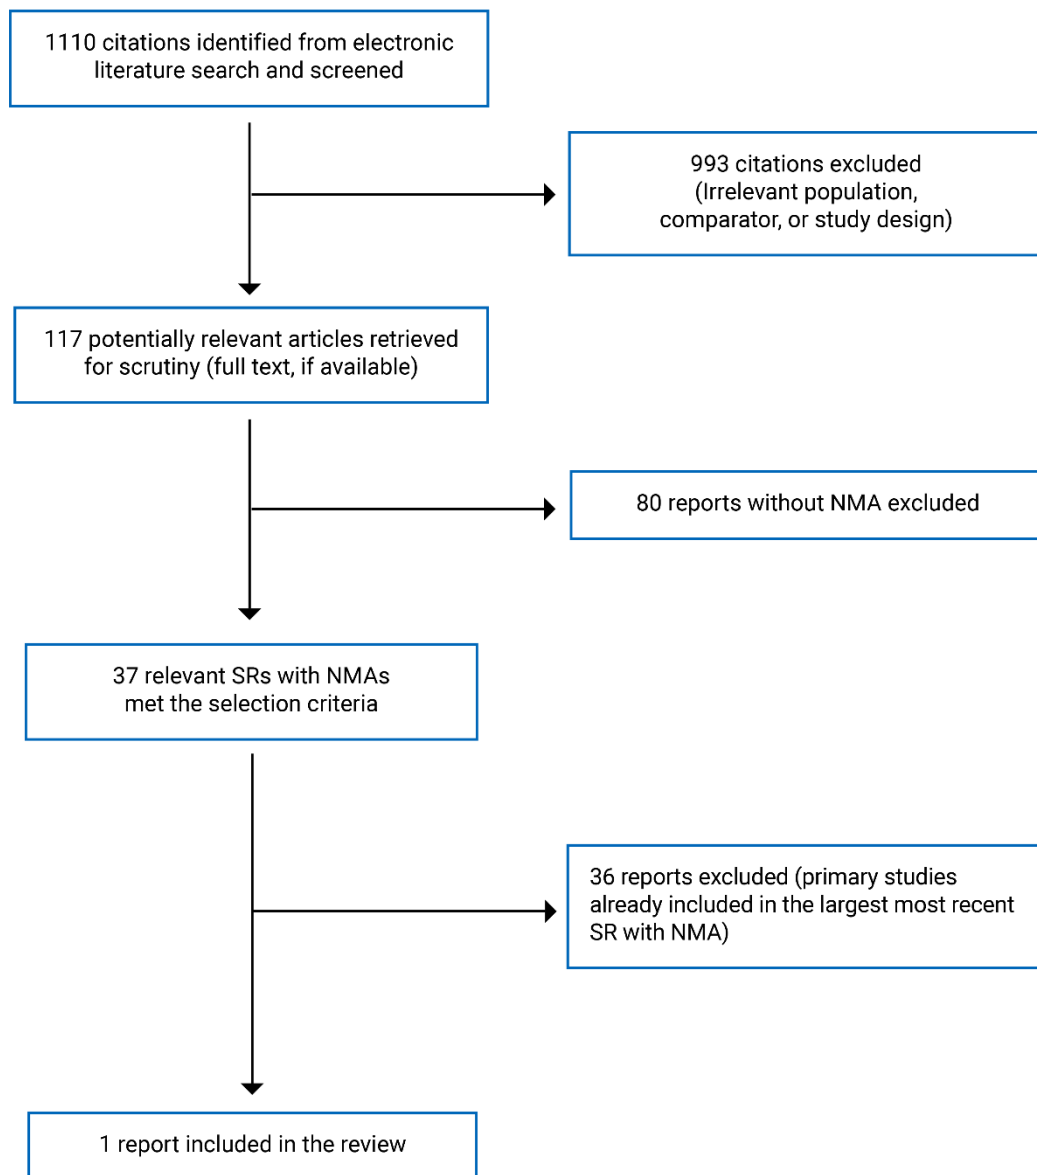 1110 citations identified from electronic
literature search and screened
993 citations excluded
(Irrelevant population,
comparator, or study design)
117 potentially relevant articles retrieved
for scrutiny (full text, if available)
80 reports without NMA excluded
37 relevant SRs with NMAs
met the selection criteria
36 reports excluded (primary studies
already included in the largest most recent
SR with NMA)
1 report included in the review